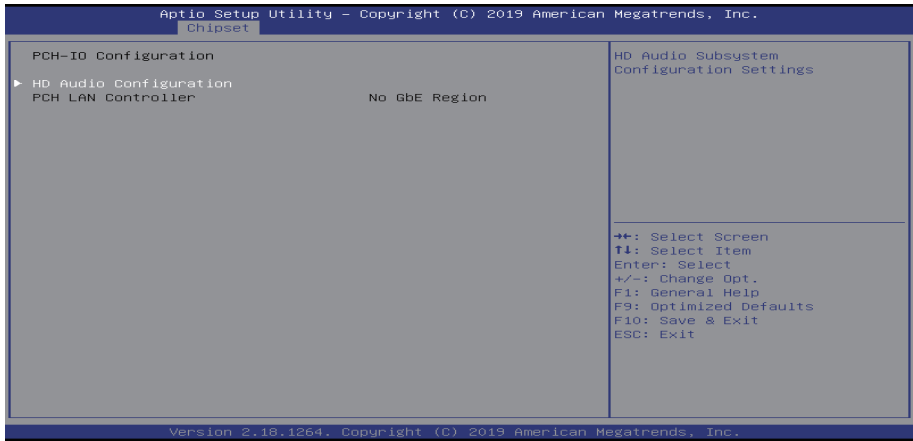 Aptio Setup Utility – Copyright (C) 2019 American Megatrends, Inc.
Chipset
PCH-IO Configuration
HD Audio Configuration
PCH LAN Controller No GbE Region
HD Audio Subsystem
Configuration Settings
→←: Select Screen
↑↓: Select Item
Enter: Select
+/-: Change Opt.
F1: General Help
F9: Optimized Defaults
F10: Save & Exit
ESC: Exit
Version 2.18.1264. Copyright (C) 2019 American Megatrends, Inc.